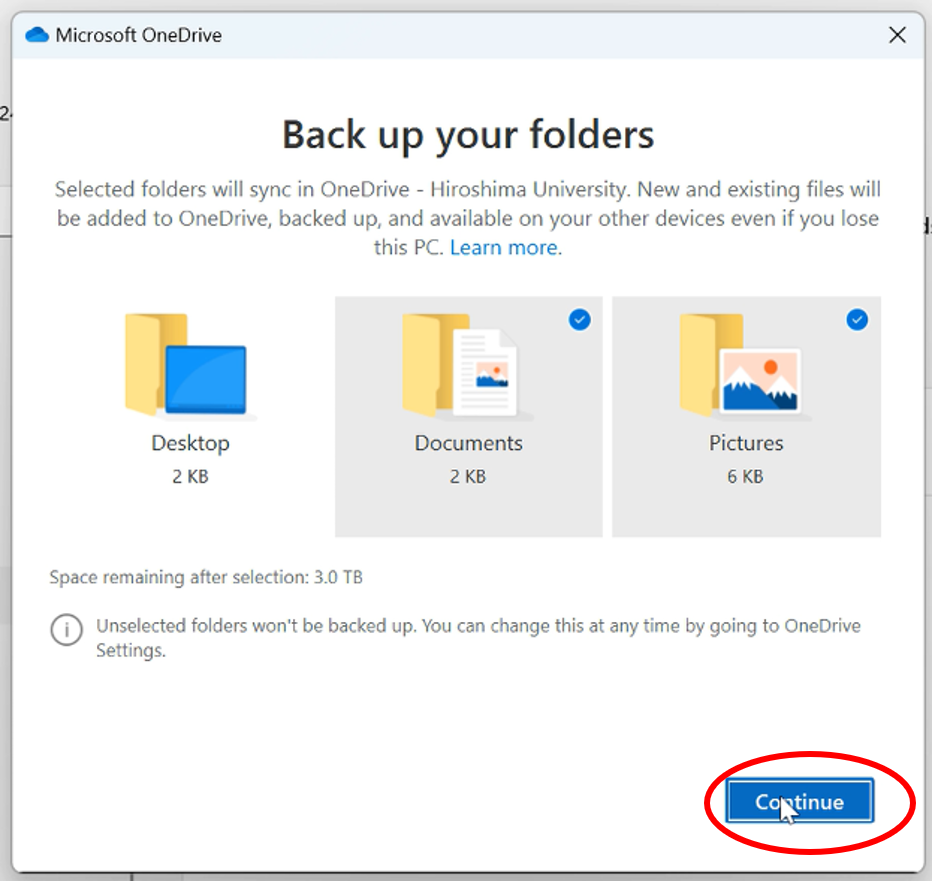 Microsoft OneDrive
Back up your folders
Selected folders will sync in OneDrive - Hiroshima University. New and existing files will
be added to OneDrive, backed up, and available on your other devices even if you lose
this PC. Learn more.
Desktop
2 KB
Documents
2 KB
Pictures
6 KB
Space remaining after selection: 3.0 TB
Unselected folders won't be backed up. You can change this at any time by going to OneDrive
Settings.
Continue